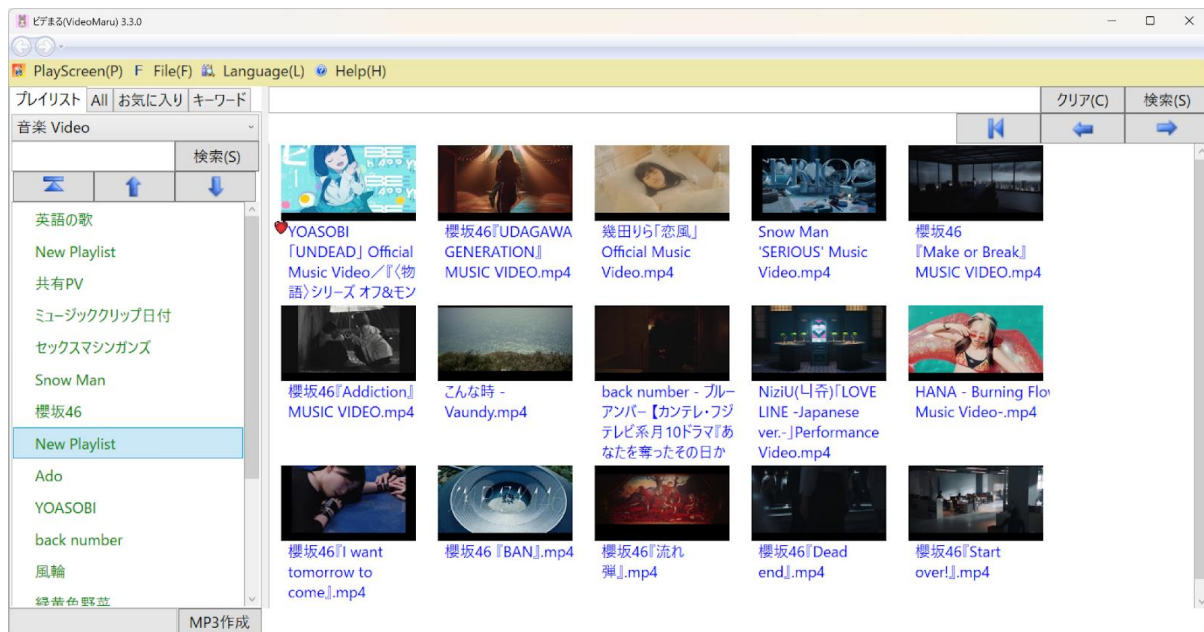 ビデまる(VideoMaru) 3.3.0
PlayScreen(P) F File(F) Language(L) Help(H)
プレイリスト All お気に入り キーワード
クリア(C) 検索(S)
音楽 Video
検索(S)
英語の歌
New Playlist
共有PV
ミュージッククリップ日付
セックスマシンガンズ
Snow Man
櫻坂46
New Playlist
Ado
YOASOBI
back number
風輪
緑黄色野菜
MP3作成
YOASOBI
「UNDEAD」Official
Music Video／『〈物
語〉シリーズ オフ&モン
櫻坂46『UDAGAWA
GENERATION』
MUSIC VIDEO.mp4
幾田りら「恋風」
Official Music
Video.mp4
Snow Man
'SERIOUS' Music
Video.mp4
櫻坂46
『Make or Break』
MUSIC VIDEO.mp4
櫻坂46『Addiction』
MUSIC VIDEO.mp4
こんな時 -
Vaundy.mp4
back number - ブルー
アンバー【カンテレ・フジ
テレビ系月10ドラマ『あ
なたを奪ったその日か
NiziU(니쥬)「LOVE
LINE -Japanese
ver.-」Performance
Video.mp4
HANA - Burning Flo
Music Video-.mp4
櫻坂46『I want
tomorrow to
come』.mp4
櫻坂46『BAN』.mp4
櫻坂46『流れ
弾』.mp4
櫻坂46『Dead
end』.mp4
櫻坂46『Start
over!』.mp4